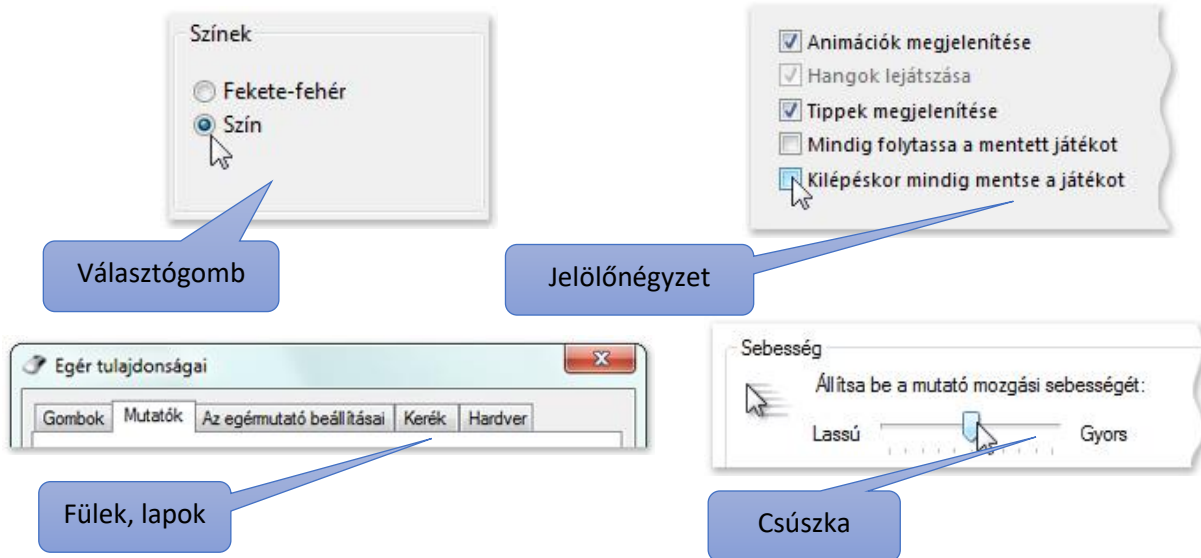 Színek
Fekete-fehér
Szín
Választógomb
Animációk megjelenítése
Hangok lejátszása
Tippek megjelenítése
Mindig folytassa a mentett játékot
Kilépéskor mindig mentse a játékot
Jelölőnégyzet
Egér tulajdonságai
Gombok Mutatók Az egérmutató beállításai Kerék Hardver
Fülek, lapok
Sebesség
Állítsa be a mutató mozgási sebességét:
Lassú Gyors
Csúszka